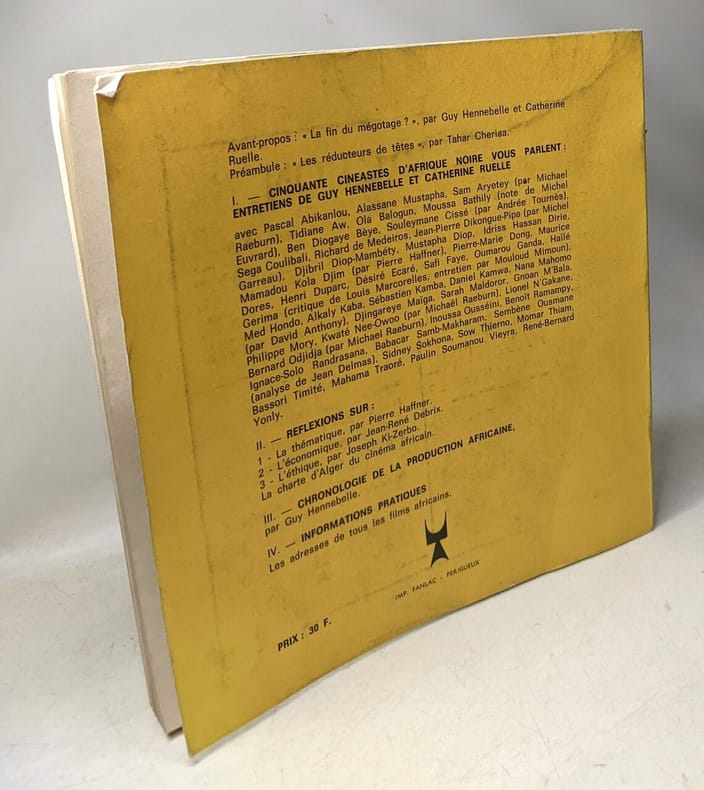 Avant-propos : « La fin du mégotage ? », par Guy Hennebelle et Catherine
Ruelle.
Préambule : « Les réducteurs de têtes », par Tahar Cheriaa.
I. — CINQUANTE CINEASTES D'AFRIQUE NOIRE VOUS PARLENT :
ENTRETIENS DE GUY HENNEBELLE ET CATHERINE RUELLE
avec Pascal Abikanlou, Alassane Mustapha, Sam Aryetey (par Michael
Raeburn), Tidiane Aw, Ola Balogun, Moussa Bathily (note de Michel
Euvrard), Ben Diogaye Bèye, Souleymane Cissé (par Andrée Tournès),
Sega Coulibali, Richard de Medeiros, Jean-Pierre Dikongue-Pipa (par Michel
Garreau), Djibril Diop-Mambéty, Mustapha Diop, Idriss Hassan Dirie,
Mamadou Kola Djim (par Pierre Haffner), Pierre-Marie Dong, Maurice
Dores, Henri Duparc, Désiré Ecaré, Safi Faye, Oumarou Ganda, Haïlé
Gerima (critique de Louis Marcorelles, entretien par Mouloud Mimoun),
Med Hondo, Alkaly Kaba, Sébastien Kamba, Daniel Kamwa, Nana Mahomo
(par David Anthony), Djingareye Maiga, Sarah Maldoror, Gnoan M'Bala,
Philippe Mory, Kwaté Nee-Owoo (par Michaël Raeburn), Lionel N'Gakane,
Bernard Odjidja (par Michael Raeburn), Inoussa Ousséini, Benoît Ramampy,
Ignace-Solo Randrasana, Babacar Samb-Makharam, Sembène Ousmane
(analyse de Jean Delmas), Sidney Sokhona, Sow Thierno, Momar Thiam,
Bassori Timité, Mahama Traoré, Paulin Soumanou Vieyra, René-Bernard
Yonly.
II. — REFLEXIONS SUR :
1 - La thématique, par Pierre Haffner.
2 - L'économique, par Jean-René Debrix.
3 - L'éthique, par Joseph Ki-Zerbo.
La charte d'Alger du cinéma africain.
III. — CHRONOLOGIE DE LA PRODUCTION AFRICAINE,
par Guy Hennebelle.
IV. — INFORMATIONS PRATIQUES
Les adresses de tous les films africains.
IMP. FANLAC - PERIGUEUX
PRIX : 30 F.